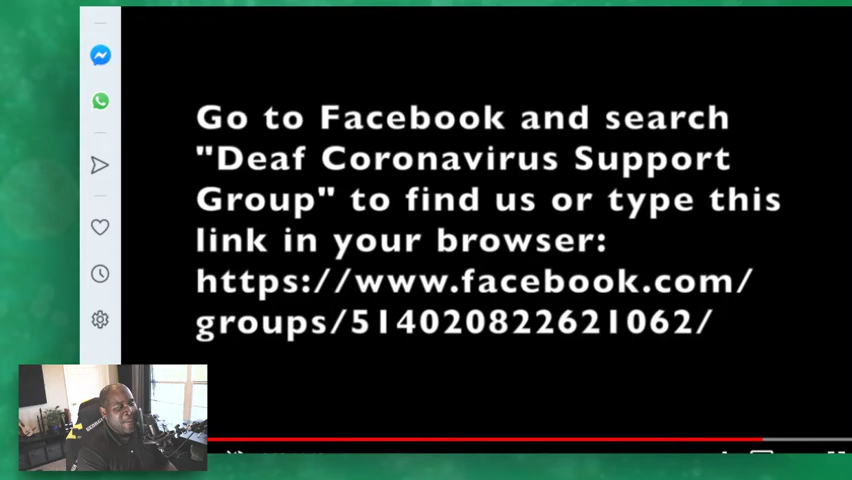 Go to Facebook and search
"Deaf Coronavirus Support
Group" to find us or type this
link in your browser:
https://www.facebook.com/
groups/514020822621062/